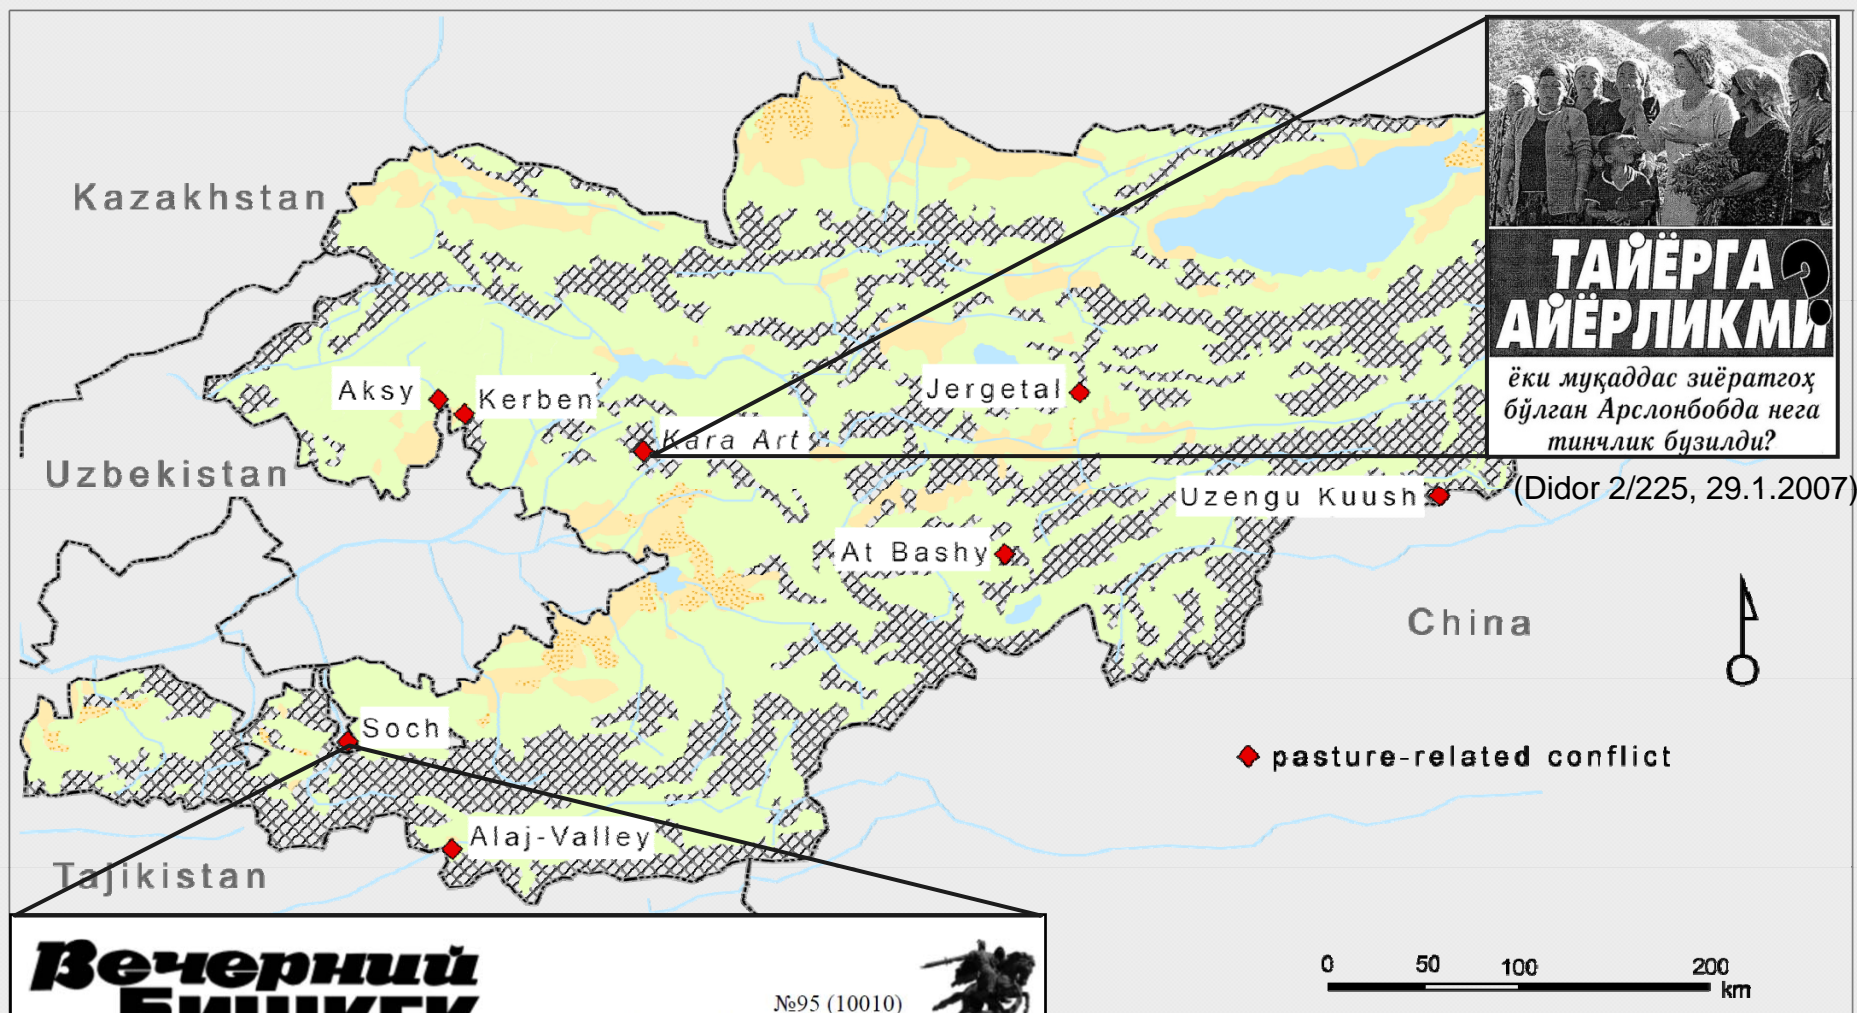 Kazakhstan
ТАЙЁРГА
АЙЁРЛИКМИ?
ёки муқаддас зиёратгоҳ
бўлган Арслонбобда нега
тинчлик бузилди?
(Didor 2/225, 29.1.2007)
Aksy
Kerben
Jergetal
Kara Art
Uzbekistan
Uzengu Kuush
At Bashy
China
Soch
pasture-related conflict
Alaj-Valley
Tajikistan
Вечерний
БИШКЕК
№95 (10010)
0 50 100 200
km